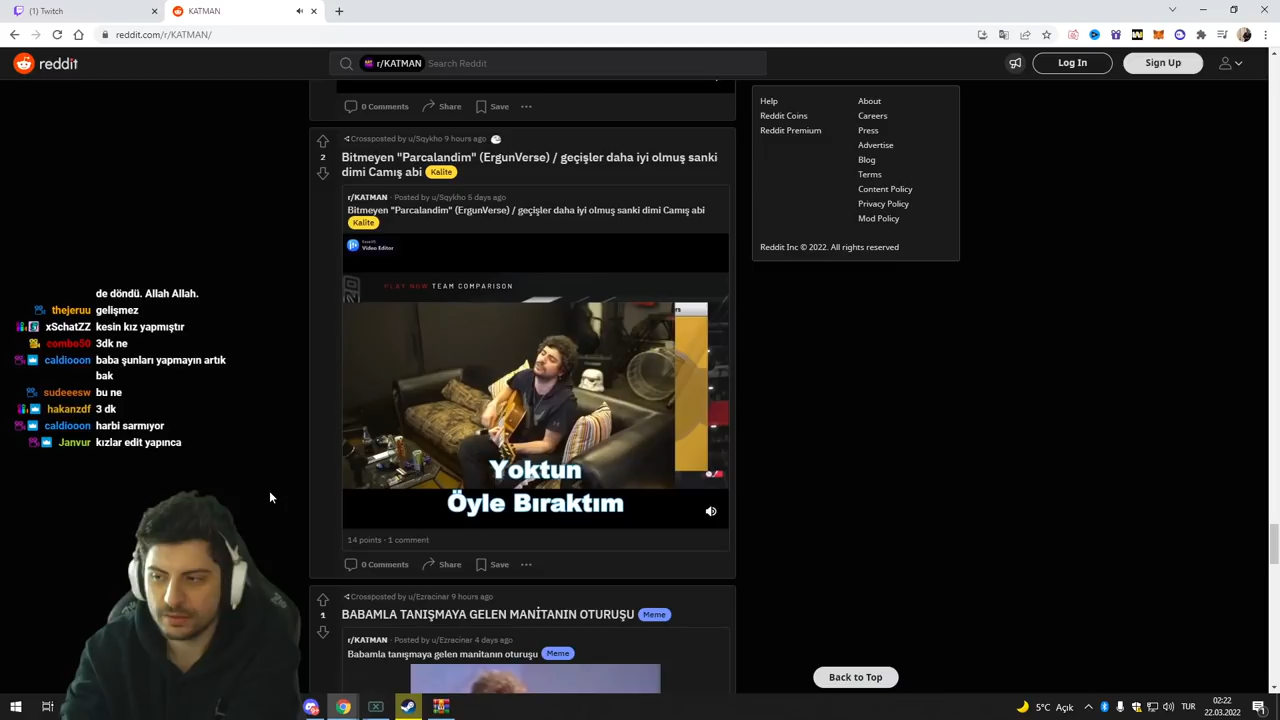 (1) Twitch
KATMAN
reddit.com/r/KATMAN/
reddit
r/KATMAN
Search Reddit
Log In
Sign Up
0 Comments
Share
Save
Help
About
Reddit Coins
Careers
Reddit Premium
Press
Advertise
Blog
Terms
Content Policy
Privacy Policy
Mod Policy
Reddit Inc © 2022. All rights reserved
Crossposted by u/Sqykho 9 hours ago
2
Bitmeyen "Parcalandim" (ErgunVerse) / geçişler daha iyi olmuş sanki
dimi Camış abi Kalite
r/KATMAN · Posted by u/Sqykho 5 days ago
Bitmeyen "Parcalandim" (ErgunVerse) / geçişler daha iyi olmuş sanki dimi Camış abi
Kalite
EaseUS
Video Editor
PLAY NOW TEAM COMPARISON
Yoktun
Öyle Bıraktım
14 points · 1 comment
0 Comments
Share
Save
de döndü. Allah Allah.
thejeruu gelişmez
xSchatZZ kesin kız yapmıştır
combo50 3dk ne
caldiooon baba şunları yapmayın artık
bak
sudeeesw bu ne
hakanzdf 3 dk
caldiooon harbi sarmıyor
Janvur kızlar edit yapınca
Crossposted by u/Ezracinar 9 hours ago
1
BABAMLA TANIŞMAYA GELEN MANİTANIN OTURUŞU Meme
r/KATMAN · Posted by u/Ezracinar 4 days ago
Babamla tanışmaya gelen manitanın oturuşu Meme
Back to Top
5°C Açık
TUR
02:22
22.03.2022